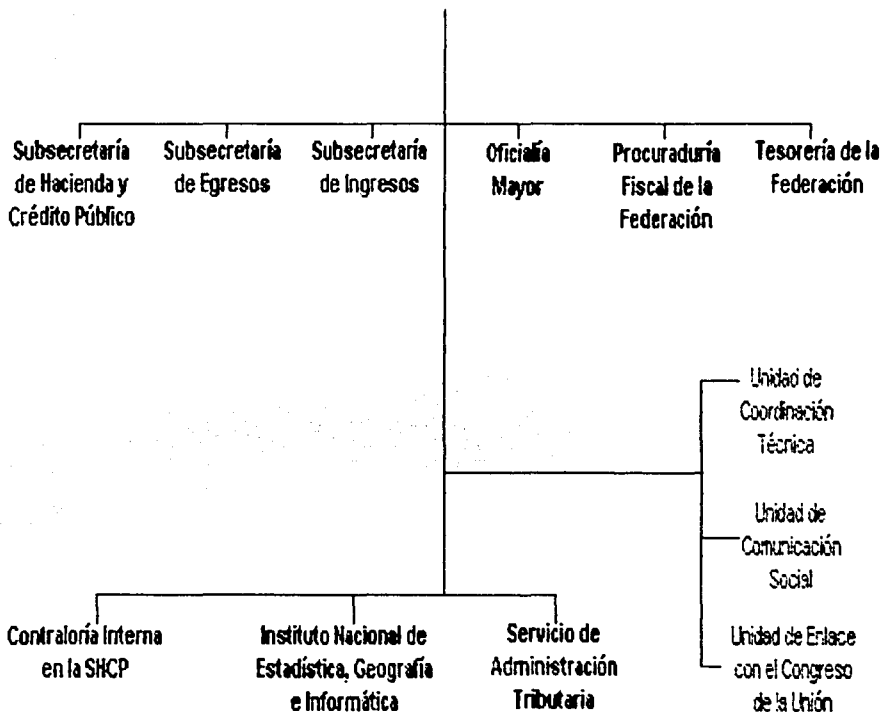 Subsecretaría
de Hacienda y
Crédito Público
Subsecretaría
de Egresos
Subsecretaría
de Ingresos
Oficialía
Mayor
Procuraduría
Fiscal de la
Federación
Tesorería de la
Federación
Unidad de
Coordinación
Técnica
Unidad de
Comunicación
Social
Unidad de Enlace
con el Congreso
de la Unión
Contraloría Interna
en la SHCP
Instituto Nacional de
Estadística, Geografía
e Informática
Servicio de
Administración
Tributaria